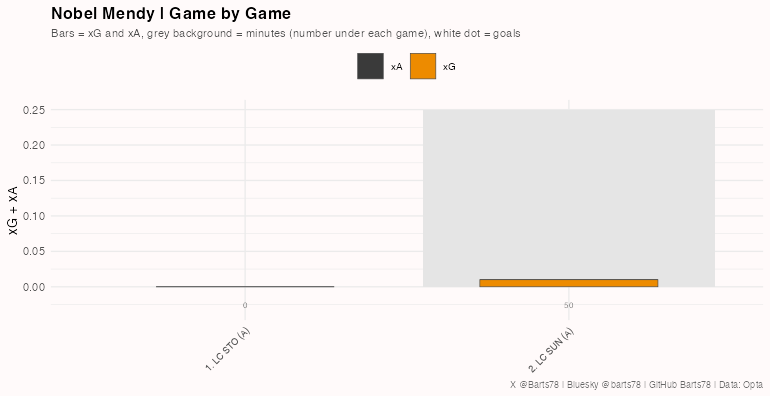 Nobel Mendy | Game by Game
Bars = xG and xA, grey background = minutes (number under each game), white dot = goals
xA xG
xG + xA
0.25
0.20
0.15
0.10
0.05
0.00
0 50
1. LC STO (A) 2. LC SUN (A)
X @Barts78 | Bluesky @barts78 | GitHub Barts78 | Data: Opta